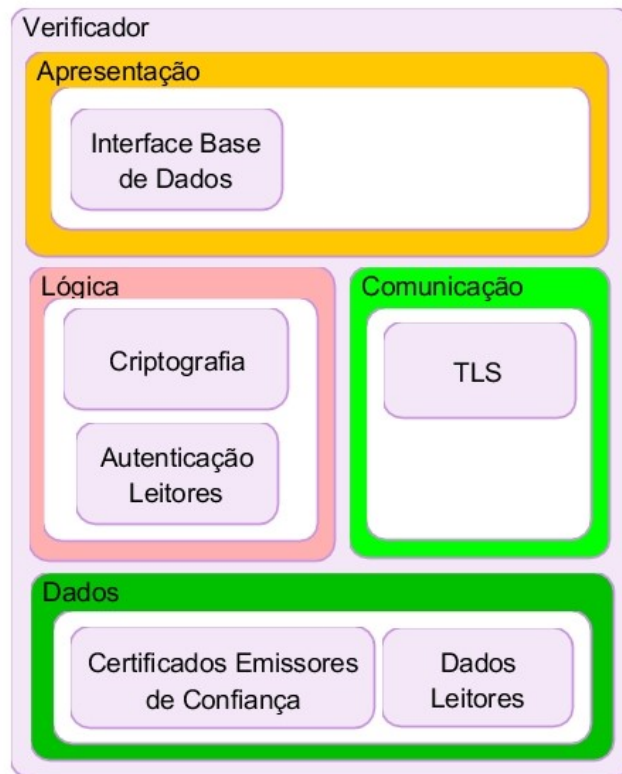 Verificador
Apresentação
Interface Base
de Dados
Lógica
Criptografia
Autenticação
Leitores
Comunicação
TLS
Dados
Certificados Emissores
de Confiança
Dados
Leitores